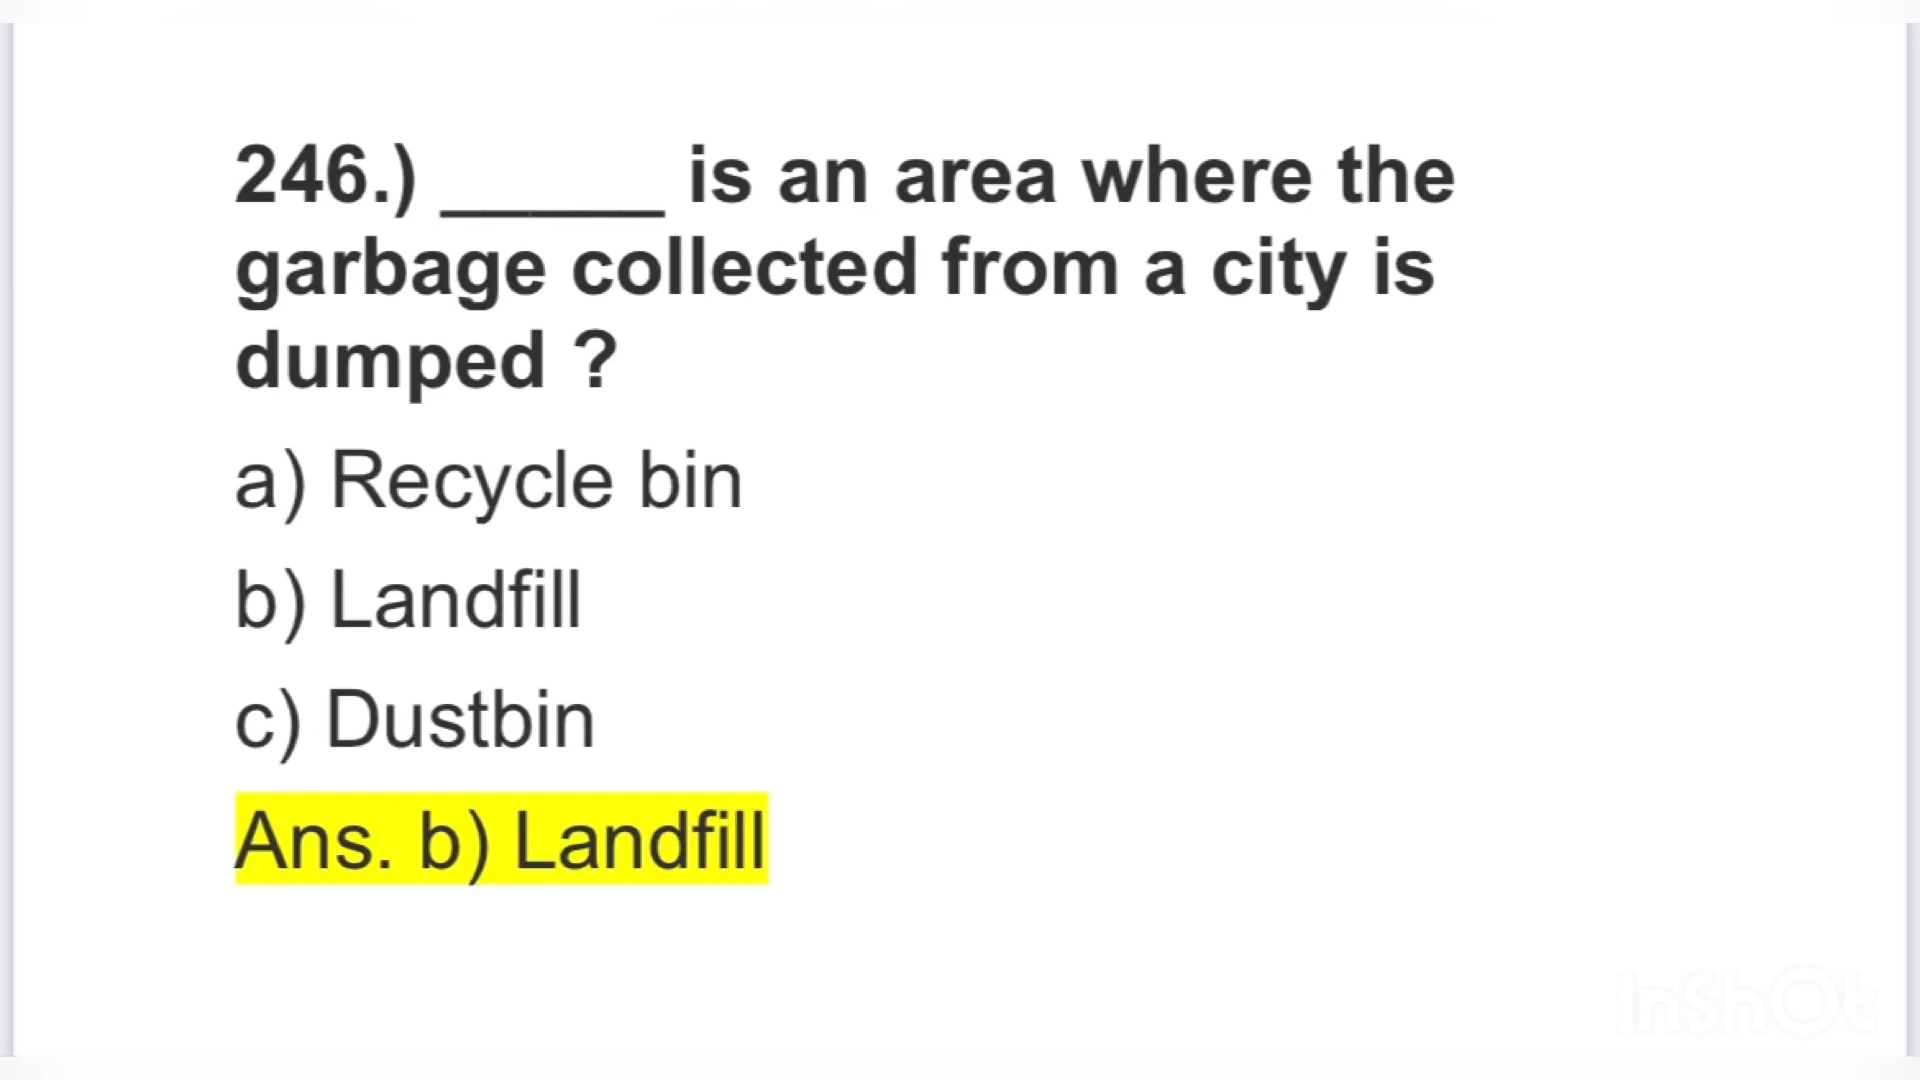 246.) _____ is an area where the
garbage collected from a city is
dumped ?
a) Recycle bin
b) Landfill
c) Dustbin
Ans. b) Landfill
InShOt